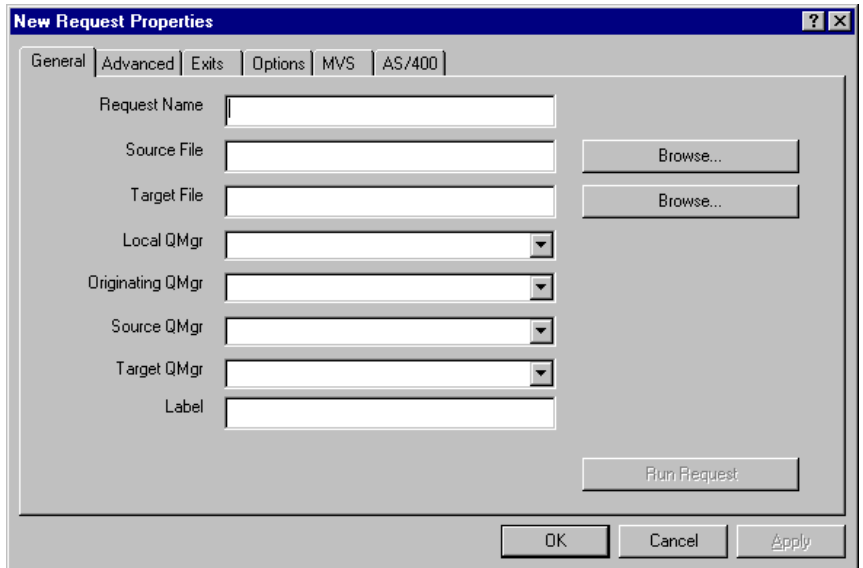 New Request Properties
General Advanced Exits Options MVS AS/400
Request Name
Source File Browse...
Target File Browse...
Local QMgr
Originating QMgr
Source QMgr
Target QMgr
Label
Run Request
OK Cancel Apply